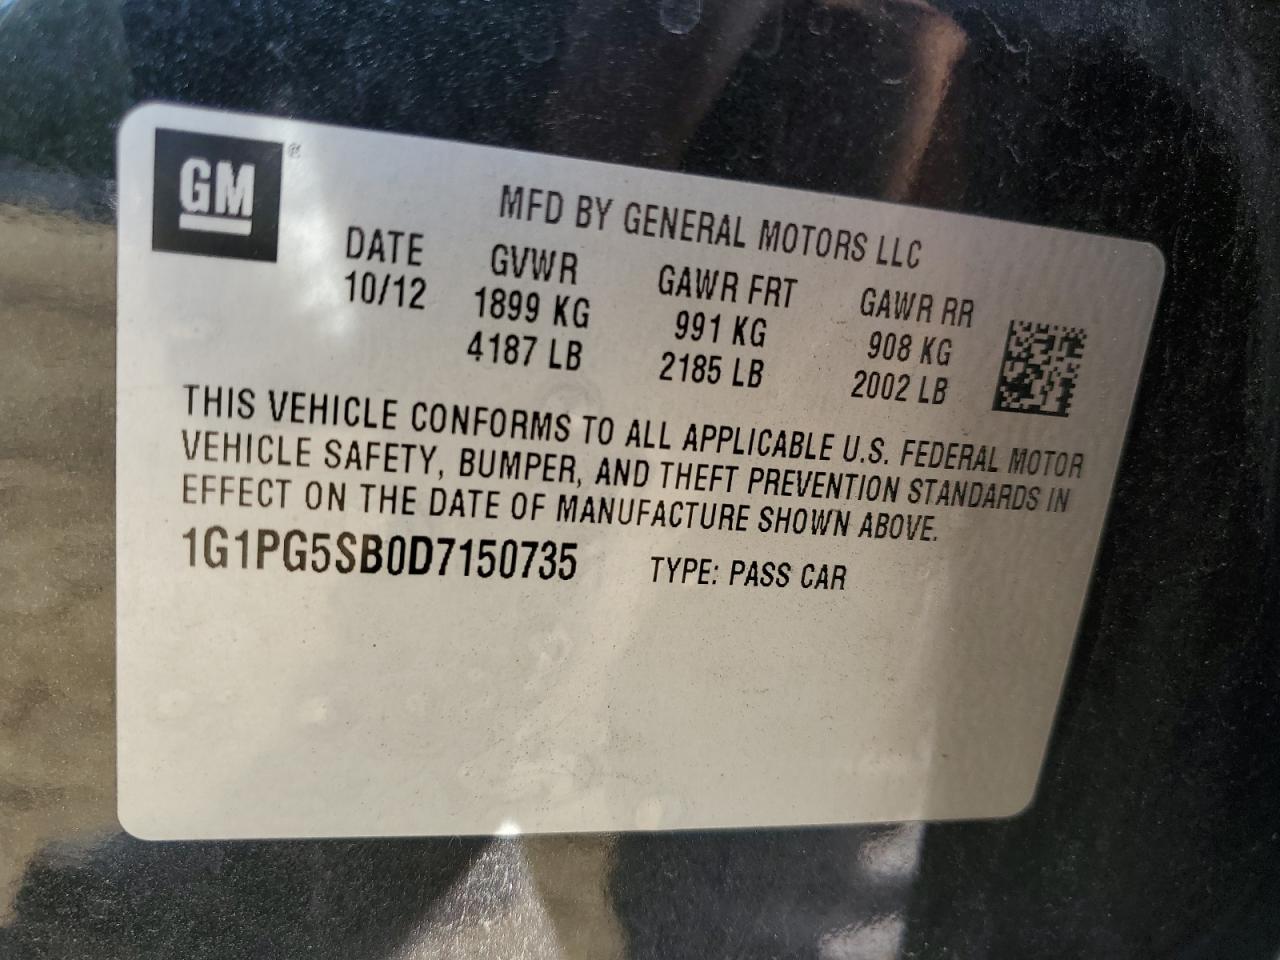 GM®
MFD BY GENERAL MOTORS LLC
DATE GVWR GAWR FRT GAWR RR
10/12 1899 KG 991 KG 908 KG
4187 LB 2185 LB 2002 LB
THIS VEHICLE CONFORMS TO ALL APPLICABLE U.S. FEDERAL MOTOR
VEHICLE SAFETY, BUMPER, AND THEFT PREVENTION STANDARDS IN
EFFECT ON THE DATE OF MANUFACTURE SHOWN ABOVE.
1G1PG5SB0D7150735 TYPE: PASS CAR